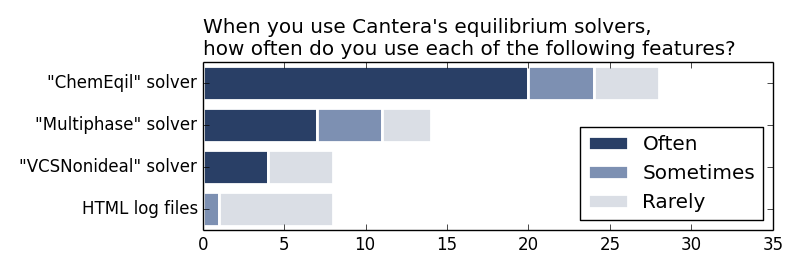 When you use Cantera's equilibrium solvers,
how often do you use each of the following features?
"ChemEqil" solver
"Multiphase" solver
"VCSNonideal" solver
HTML log files
Often
Sometimes
Rarely
0 5 10 15 20 25 30 35